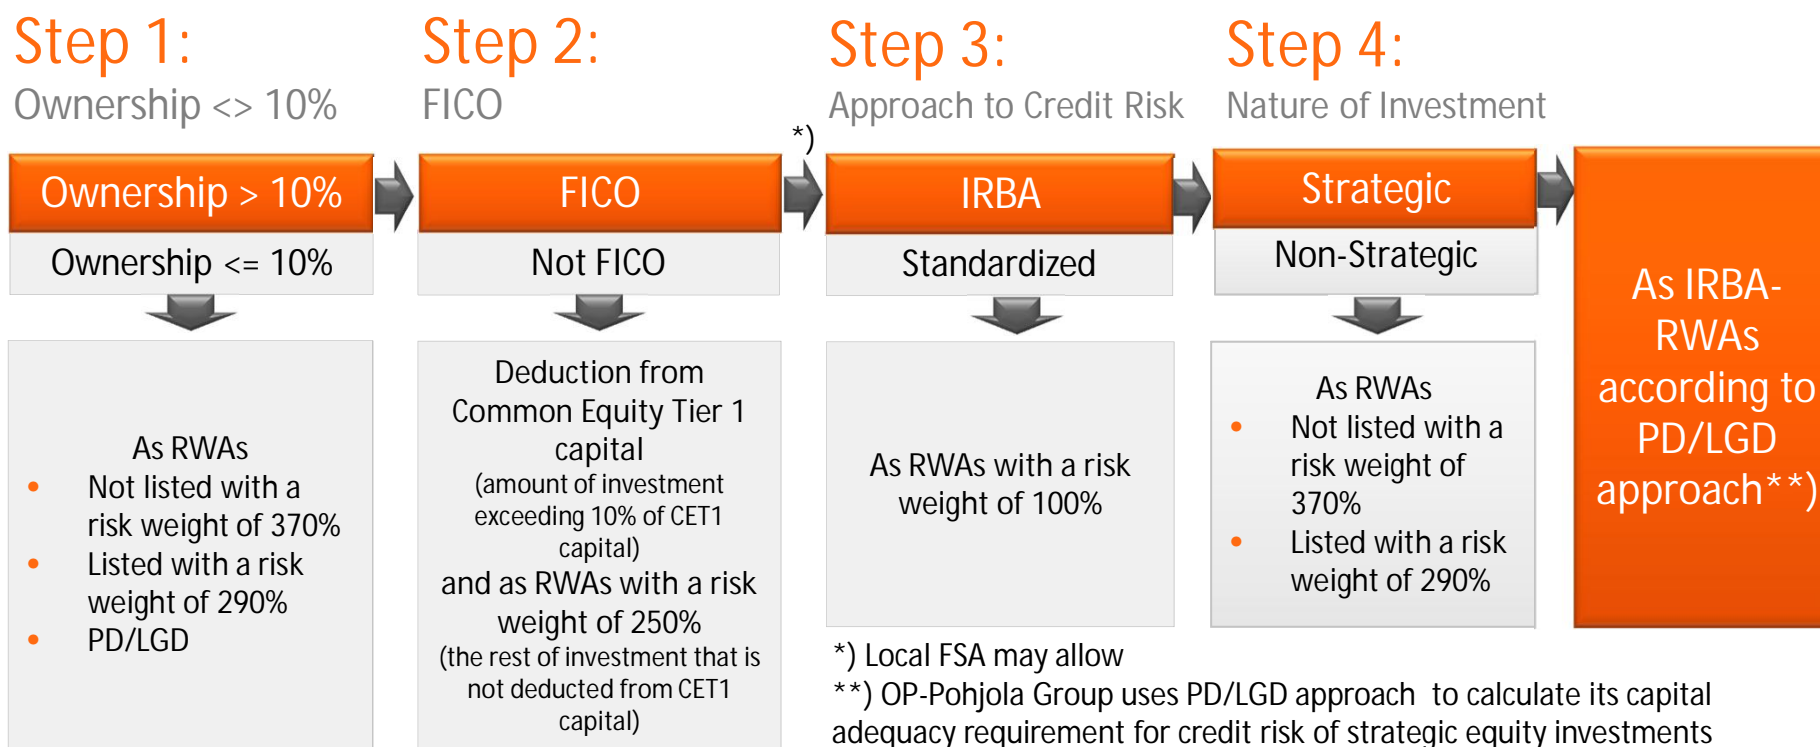 Step 1:
Ownership <> 10%
Step 2:
FICO
Step 3:
Approach to Credit Risk
Step 4:
Nature of Investment
*)
Ownership > 10%
Ownership <= 10%
As RWAs
• Not listed with a
risk weight of 370%
• Listed with a risk
weight of 290%
• PD/LGD
FICO
Not FICO
Deduction from
Common Equity Tier 1
capital
(amount of investment
exceeding 10% of CET1
capital)
and as RWAs with a risk
weight of 250%
(the rest of investment that is
not deducted from CET1
capital)
IRBA
Standardized
As RWAs with a risk
weight of 100%
Strategic
Non-Strategic
As RWAs
• Not listed with a
risk weight of
370%
• Listed with a risk
weight of 290%
As IRBA-
RWAs
according to
PD/LGD
approach**)
*) Local FSA may allow
**) OP-Pohjola Group uses PD/LGD approach to calculate its capital
adequacy requirement for credit risk of strategic equity investments